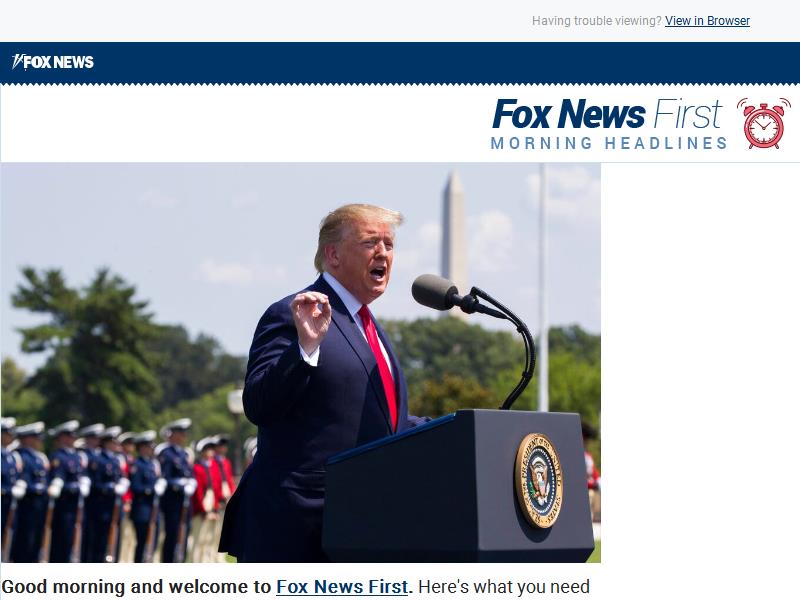 Having trouble viewing? View in Browser
FOX NEWS
Fox News First
MORNING HEADLINES
Good morning and welcome to Fox News First. Here's what you need